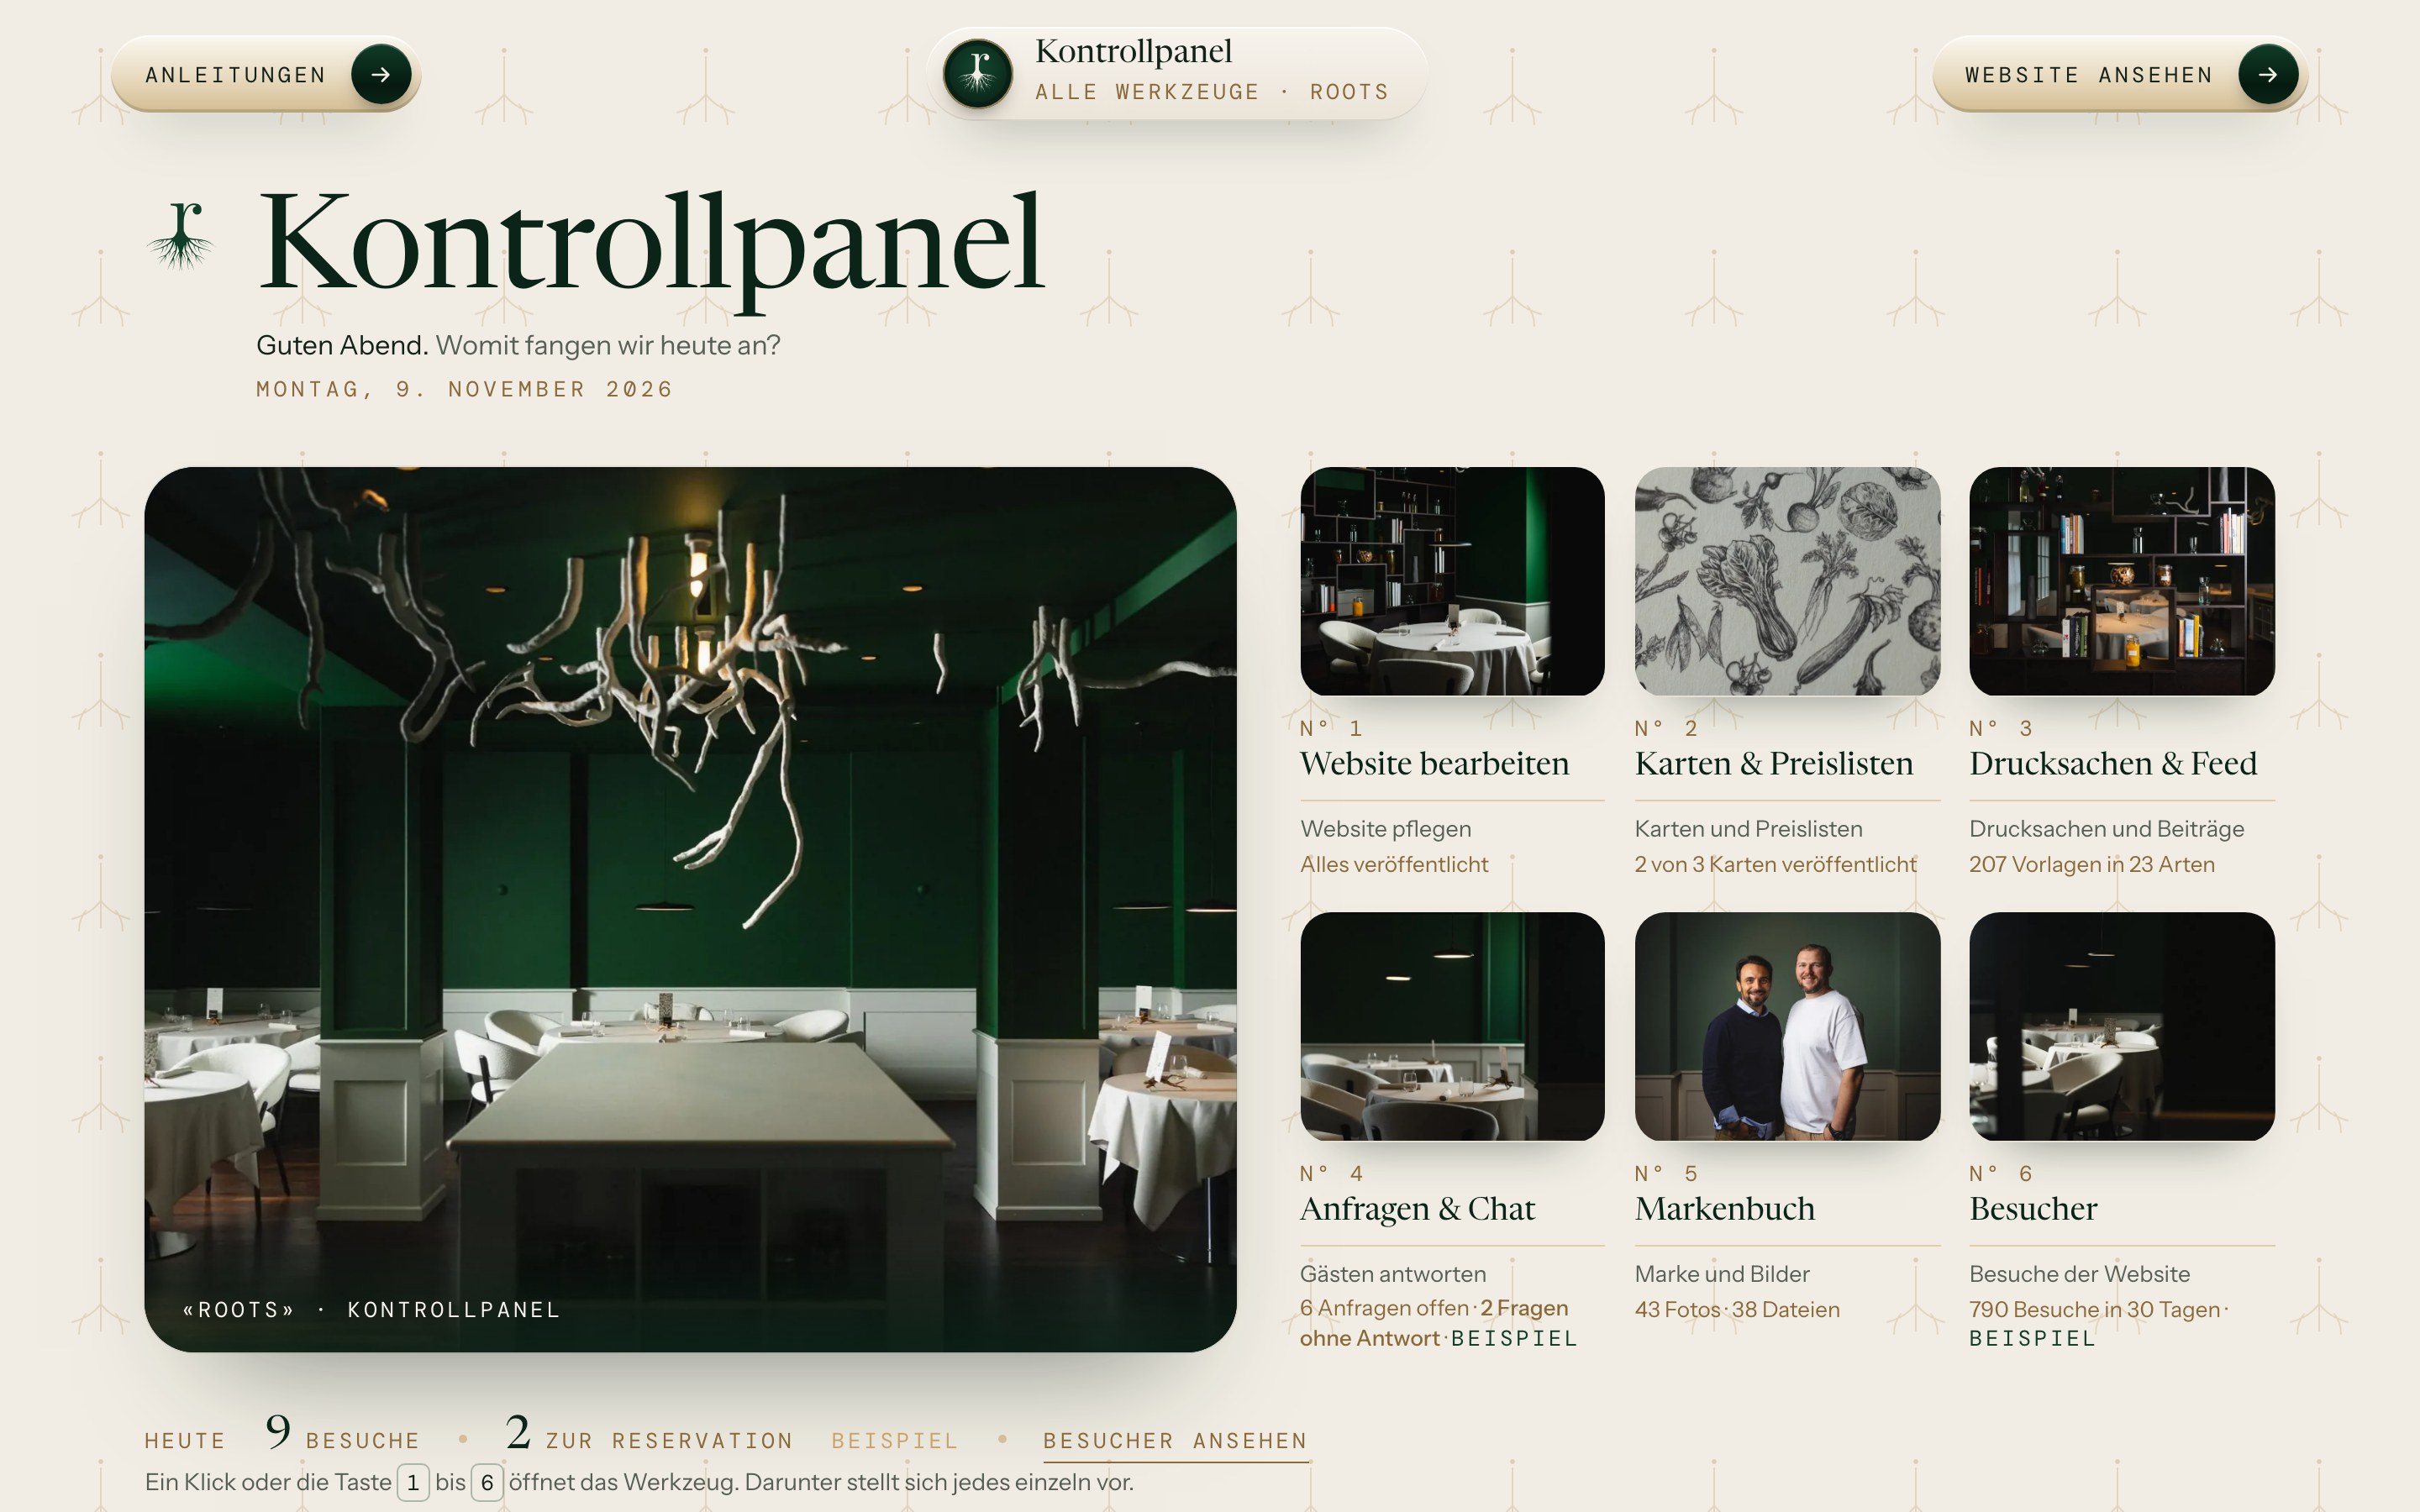 ANLEITUNGEN
r
Kontrollpanel
ALLE WERKZEUGE · ROOTS
WEBSITE ANSEHEN
r
Kontrollpanel
Guten Abend. Womit fangen wir heute an?
MONTAG, 9. NOVEMBER 2026
«ROOTS» · KONTROLLPANEL
N° 1
Website bearbeiten
Website pflegen
Alles veröffentlicht
N° 2
Karten & Preislisten
Karten und Preislisten
2 von 3 Karten veröffentlicht
N° 3
Drucksachen & Feed
Drucksachen und Beiträge
207 Vorlagen in 23 Arten
N° 4
Anfragen & Chat
Gästen antworten
6 Anfragen offen · 2 Fragen
ohne Antwort · BEISPIEL
N° 5
Markenbuch
Marke und Bilder
43 Fotos · 38 Dateien
N° 6
Besucher
Besuche der Website
790 Besuche in 30 Tagen ·
BEISPIEL
HEUTE 9 BESUCHE • 2 ZUR RESERVATION BEISPIEL • BESUCHER ANSEHEN
Ein Klick oder die Taste 1 bis 6 öffnet das Werkzeug. Darunter stellt sich jedes einzeln vor.